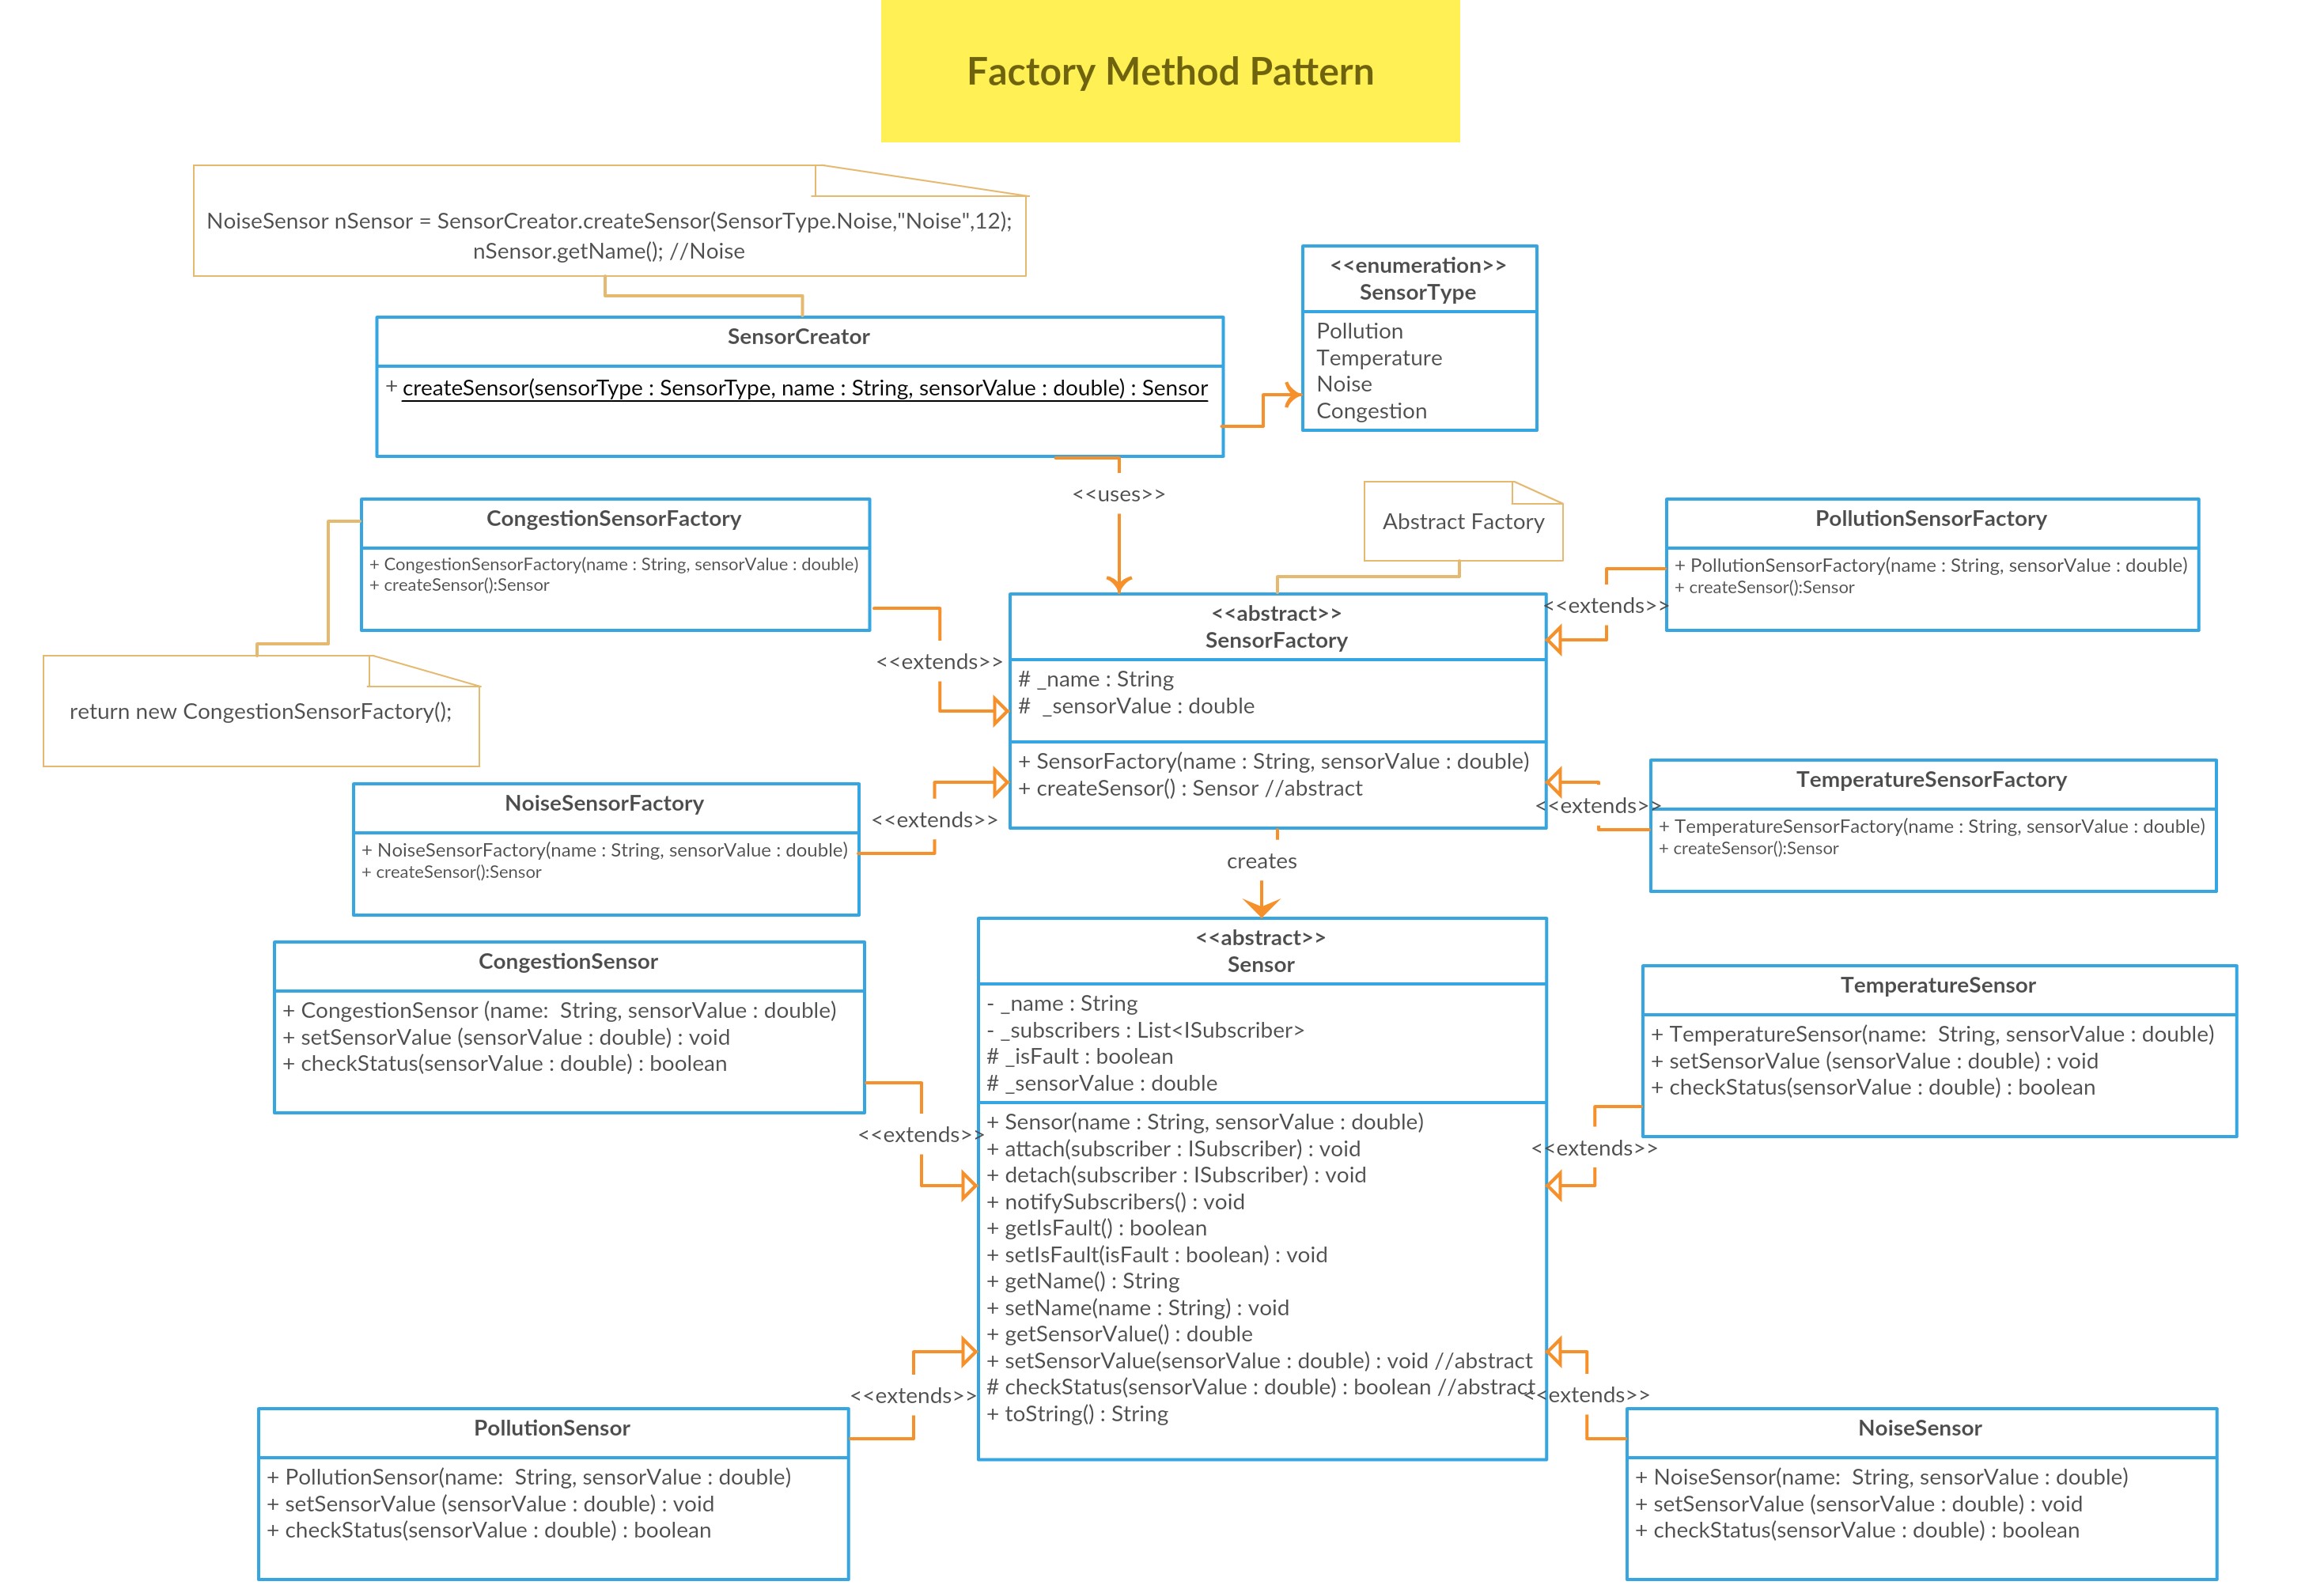 Factory Method Pattern
NoiseSensor nSensor = SensorCreator.createSensor(SensorType.Noise,"Noise",12);
nSensor.getName(); //Noise
<<enumeration>>
SensorType
Pollution
Temperature
Noise
Congestion
SensorCreator
+ createSensor(sensorType : SensorType, name : String, sensorValue : double) : Sensor
<<uses>>
CongestionSensorFactory
+ CongestionSensorFactory(name : String, sensorValue : double)
+ createSensor():Sensor
Abstract Factory
PollutionSensorFactory
+ PollutionSensorFactory(name : String, sensorValue : double)
+ createSensor():Sensor
<<extends>>
<<extends>>
<<abstract>>
SensorFactory
# _name : String
# _sensorValue : double
+ SensorFactory(name : String, sensorValue : double)
+ createSensor() : Sensor //abstract
return new CongestionSensorFactory();
NoiseSensorFactory
+ NoiseSensorFactory(name : String, sensorValue : double)
+ createSensor():Sensor
<<extends>>
<<extends>>
TemperatureSensorFactory
+ TemperatureSensorFactory(name : String, sensorValue : double)
+ createSensor():Sensor
creates
CongestionSensor
+ CongestionSensor (name: String, sensorValue : double)
+ setSensorValue (sensorValue : double) : void
+ checkStatus(sensorValue : double) : boolean
<<extends>>
<<abstract>>
Sensor
- _name : String
- _subscribers : List<ISubscriber>
# _isFault : boolean
# _sensorValue : double
+ Sensor(name : String, sensorValue : double)
+ attach(subscriber : ISubscriber) : void
+ detach(subscriber : ISubscriber) : void
+ notifySubscribers() : void
+ getIsFault() : boolean
+ setIsFault(isFault : boolean) : void
+ getName() : String
+ setName(name : String) : void
+ getSensorValue() : double
+ setSensorValue(sensorValue : double) : void //abstract
# checkStatus(sensorValue : double) : boolean //abstract
+ toString() : String
TemperatureSensor
+ TemperatureSensor(name: String, sensorValue : double)
+ setSensorValue (sensorValue : double) : void
+ checkStatus(sensorValue : double) : boolean
<<extends>>
<<extends>>
PollutionSensor
+ PollutionSensor(name: String, sensorValue : double)
+ setSensorValue (sensorValue : double) : void
+ checkStatus(sensorValue : double) : boolean
<<extends>>
NoiseSensor
+ NoiseSensor(name: String, sensorValue : double)
+ setSensorValue (sensorValue : double) : void
+ checkStatus(sensorValue : double) : boolean